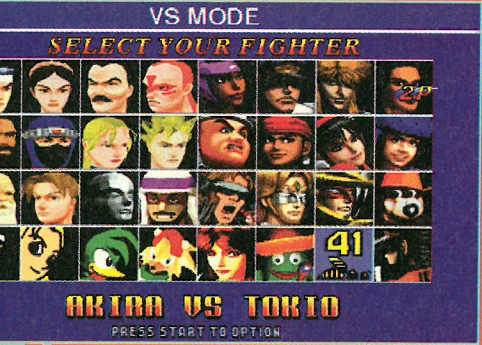 VS MODE
SELECT YOUR FIGHTER
2P
41
AKIRA VS TOKIO
PRESS START TO OPTION